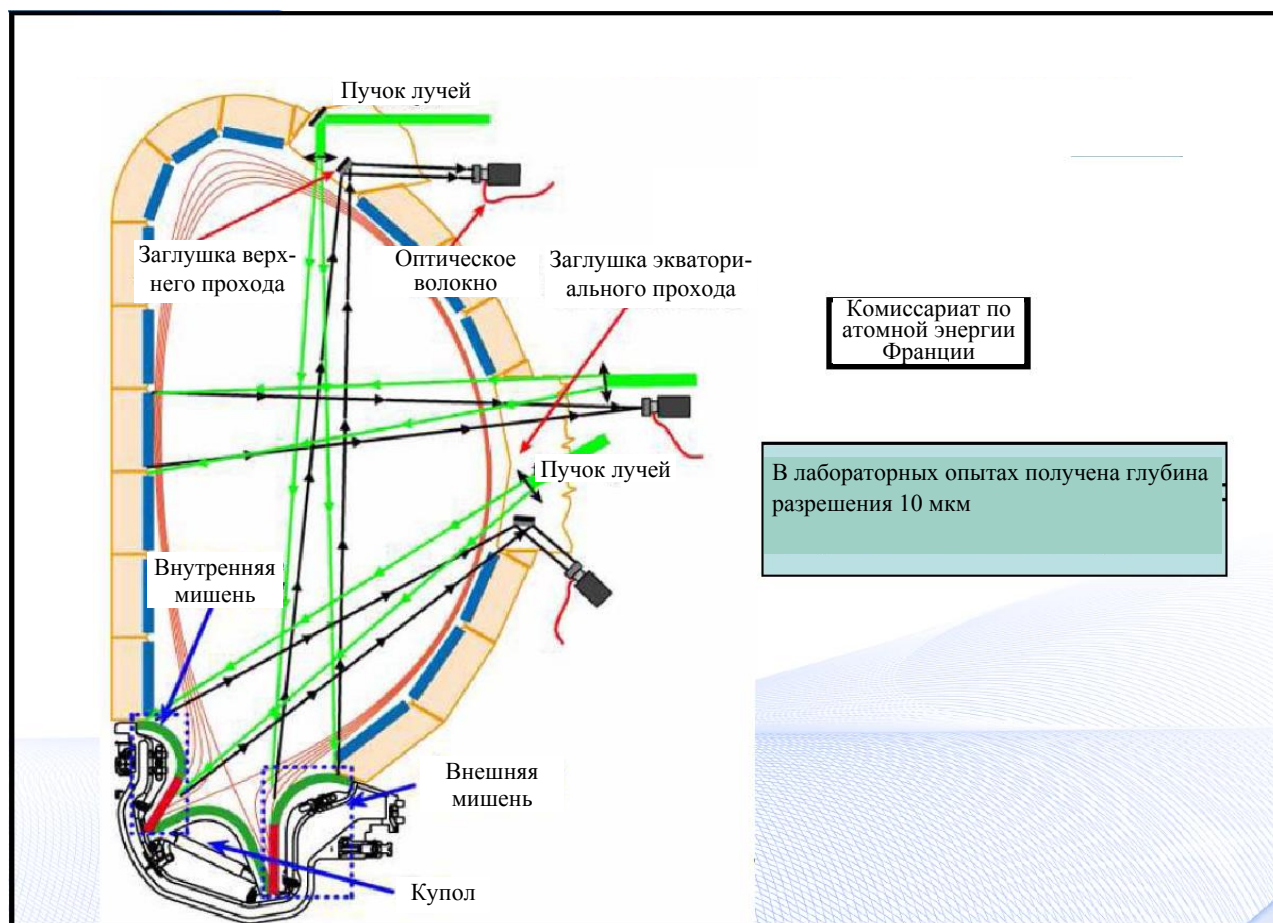 Пучок лучей
Заглушка верх-
него прохода
Оптическое
волокно
Заглушка экватори-
ального прохода
Комиссариат по
атомной энергии
Франции
Пучок лучей
В лабораторных опытах получена глубина
разрешения 10 мкм
Внутренняя
мишень
Внешняя
мишень
Купол